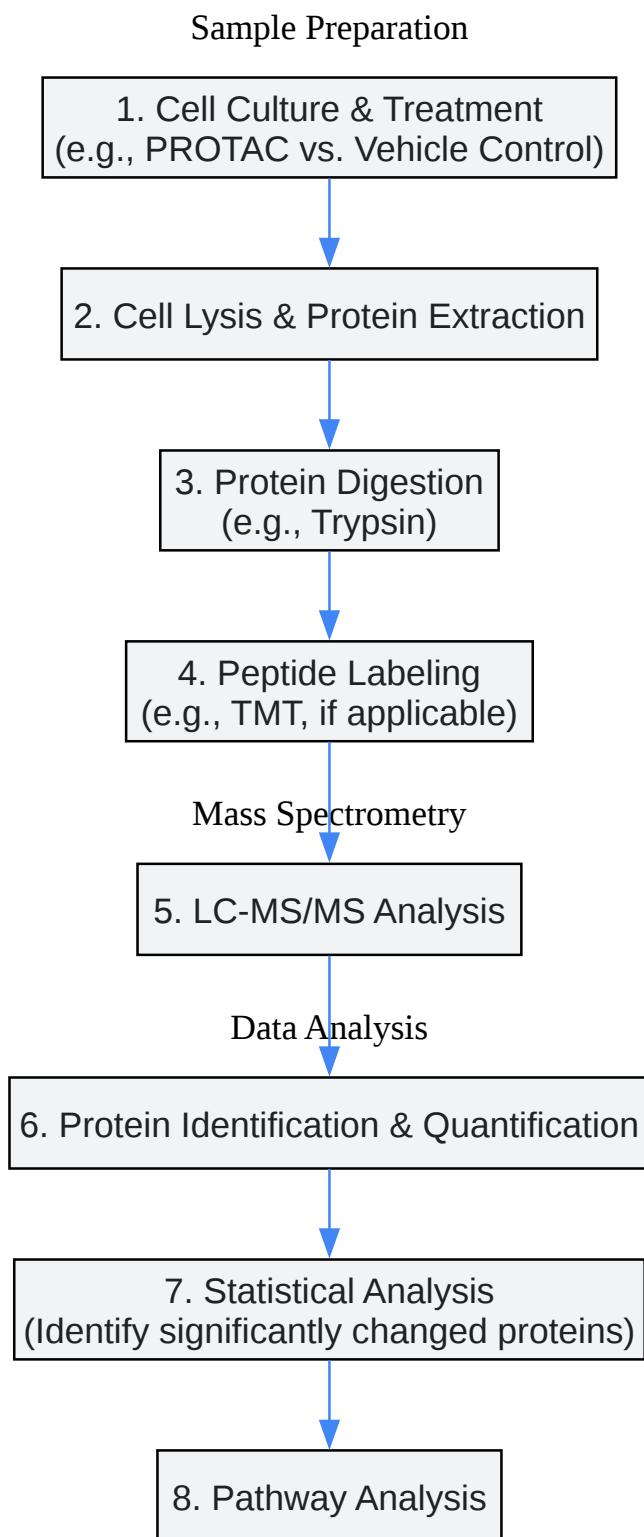 Sample Preparation
1. Cell Culture & Treatment
(e.g., PROTAC vs. Vehicle Control)
2. Cell Lysis & Protein Extraction
3. Protein Digestion
(e.g., Trypsin)
4. Peptide Labeling
(e.g., TMT, if applicable)
Mass Spectrometry
5. LC-MS/MS Analysis
Data Analysis
6. Protein Identification & Quantification
7. Statistical Analysis
(Identify significantly changed proteins)
8. Pathway Analysis